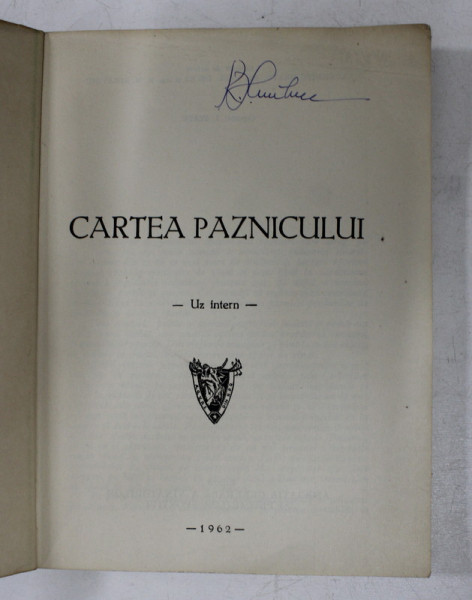 CARTEA PAZNICULUI
— Uz intern —
— 1962 —